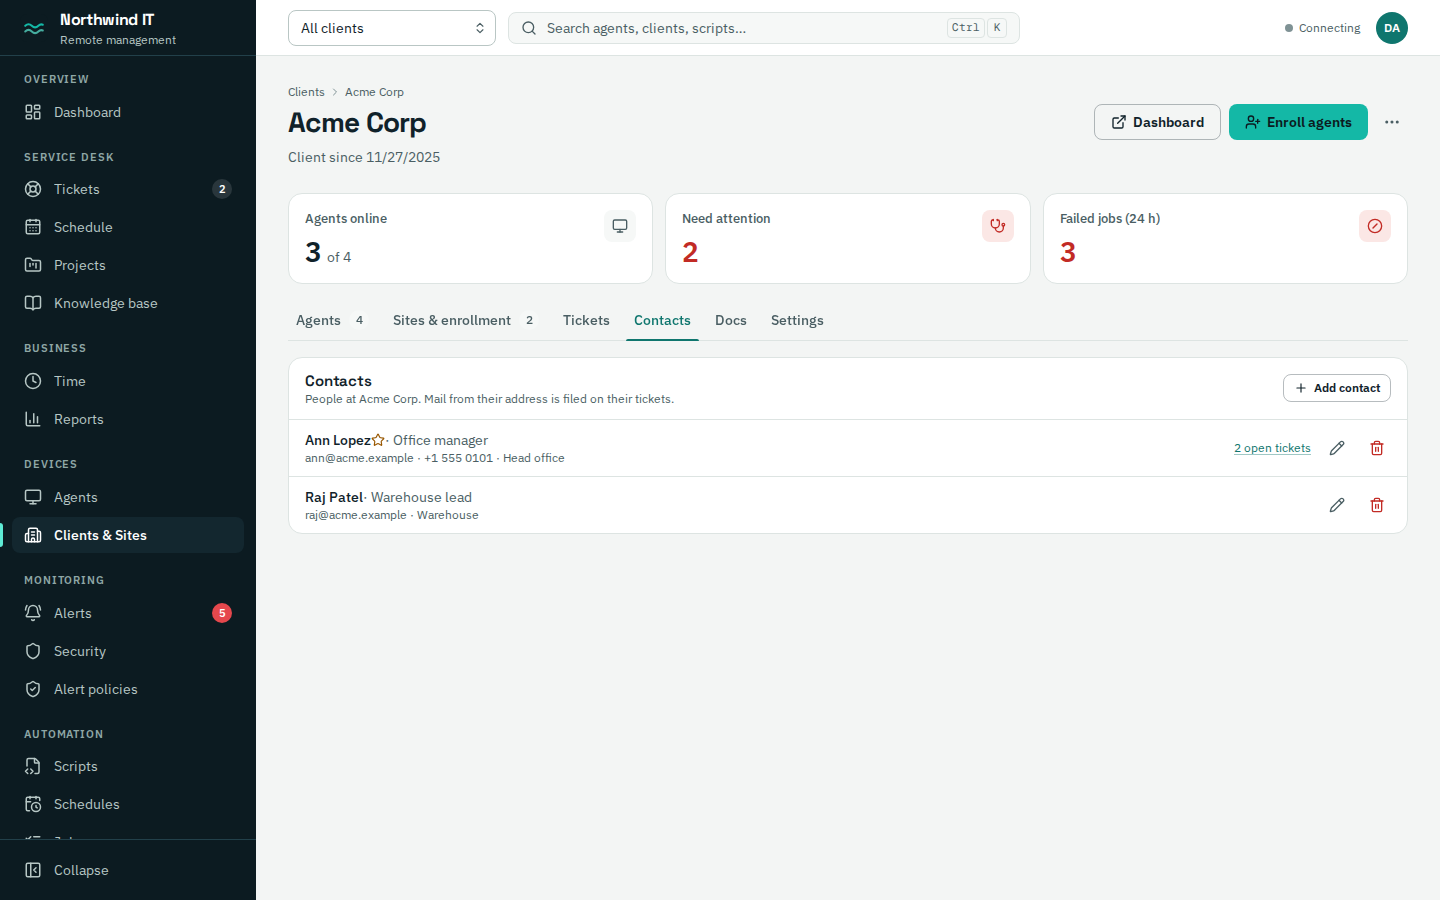 Northwind IT
Remote management
OVERVIEW
Dashboard
SERVICE DESK
Tickets 2
Schedule
Projects
Knowledge base
BUSINESS
Time
Reports
DEVICES
Agents
Clients & Sites
MONITORING
Alerts 5
Security
Alert policies
AUTOMATION
Scripts
Schedules
Collapse
All clients
Search agents, clients, scripts...
Ctrl K
Connecting
DA
Clients Acme Corp
Acme Corp
Client since 11/27/2025
Dashboard
Enroll agents
Agents online
3 of 4
Need attention
2
Failed jobs (24 h)
3
Agents 4
Sites & enrollment 2
Tickets
Contacts
Docs
Settings
Contacts
People at Acme Corp. Mail from their address is filed on their tickets.
Add contact
Ann Lopez · Office manager
ann@acme.example · +1 555 0101 · Head office
2 open tickets
Raj Patel · Warehouse lead
raj@acme.example · Warehouse